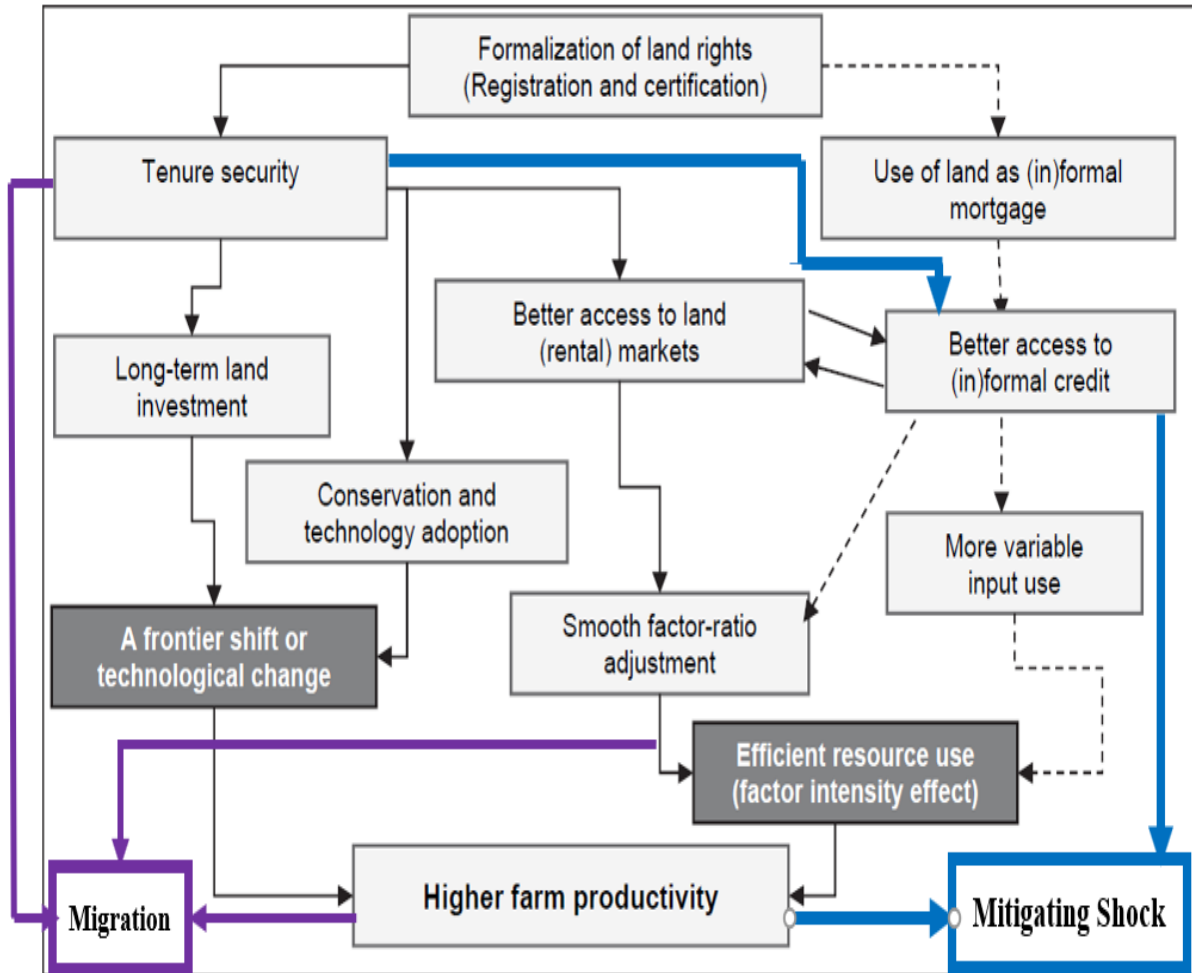 Formalization of land rights
(Registration and certification)
Tenure security
Use of land as (in)formal
mortgage
Better access to land
(rental) markets
Better access to
(in)formal credit
Long-term land
investment
Conservation and
technology adoption
More variable
input use
A frontier shift or
technological change
Smooth factor-ratio
adjustment
Efficient resource use
(factor intensity effect)
Migration
Higher farm productivity
Mitigating Shock